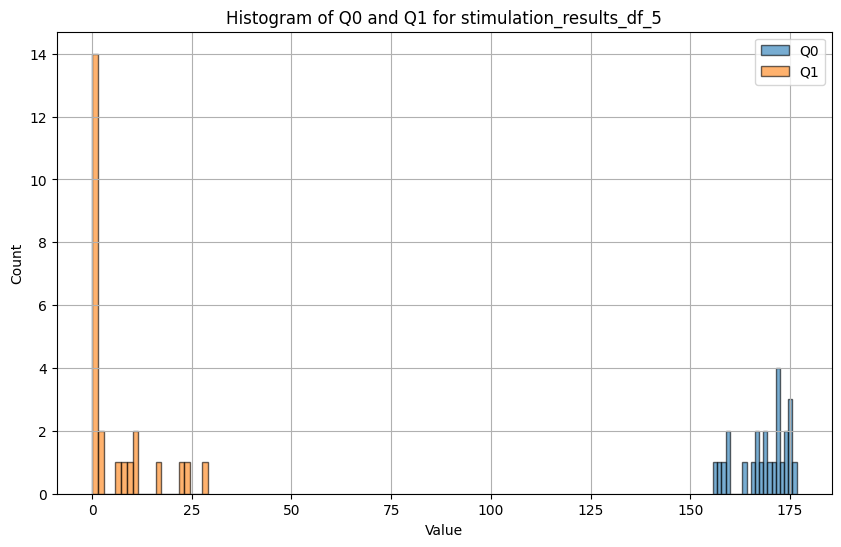 Histogram of Q0 and Q1 for stimulation_results_df_5
Q0
Q1
14
12
10
8
6
4
2
0
Count
0 25 50 75 100 125 150 175
Value